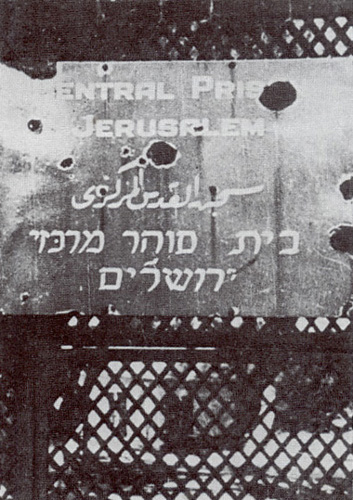 ENTRAL PRIS
JERUSALEM
سجن القدس المركزي
בית סוהר מרכזי
ירושלים